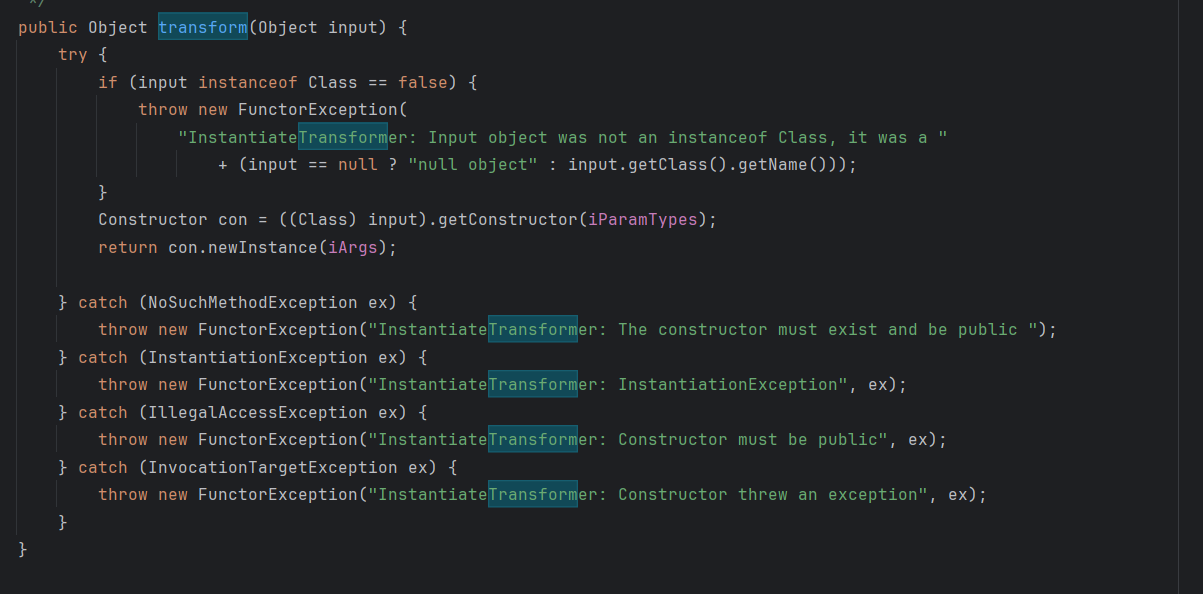 */
public Object transform(Object input) {
try {
if (input instanceof Class == false) {
throw new FunctorException(
"InstantiateTransformer: Input object was not an instanceof Class, it was a "
+ (input == null ? "null object" : input.getClass().getName()));
}
Constructor con = ((Class) input).getConstructor(iParamTypes);
return con.newInstance(iArgs);
} catch (NoSuchMethodException ex) {
throw new FunctorException("InstantiateTransformer: The constructor must exist and be public ");
} catch (InstantiationException ex) {
throw new FunctorException("InstantiateTransformer: InstantiationException", ex);
} catch (IllegalAccessException ex) {
throw new FunctorException("InstantiateTransformer: Constructor must be public", ex);
} catch (InvocationTargetException ex) {
throw new FunctorException("InstantiateTransformer: Constructor threw an exception", ex);
}
}